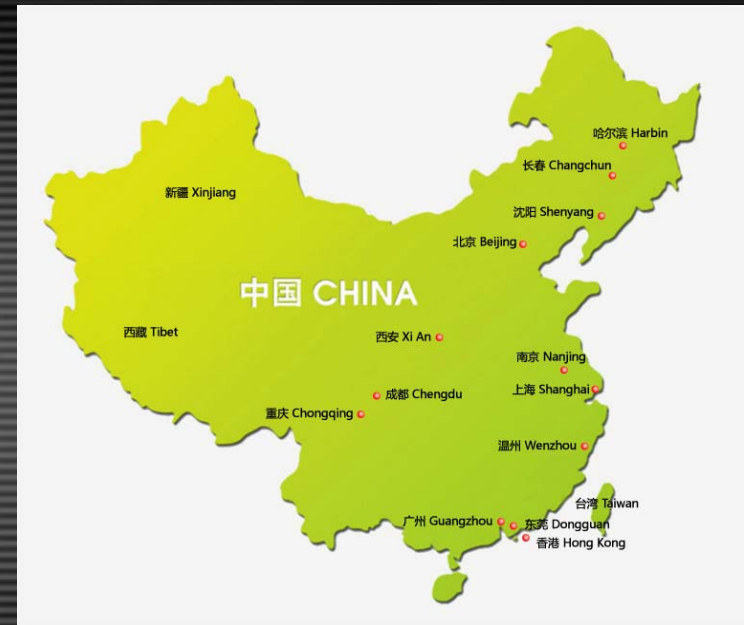 哈尔滨 Harbin
长春 Changchun
新疆 Xinjiang
沈阳 Shenyang
北京 Beijing
中国 CHINA
西藏 Tibet
西安 Xi An
南京 Nanjing
上海 Shanghai
成都 Chengdu
重庆 Chongqing
温州 Wenzhou
台湾 Taiwan
广州 Guangzhou
东莞 Dongguan
香港 Hong Kong